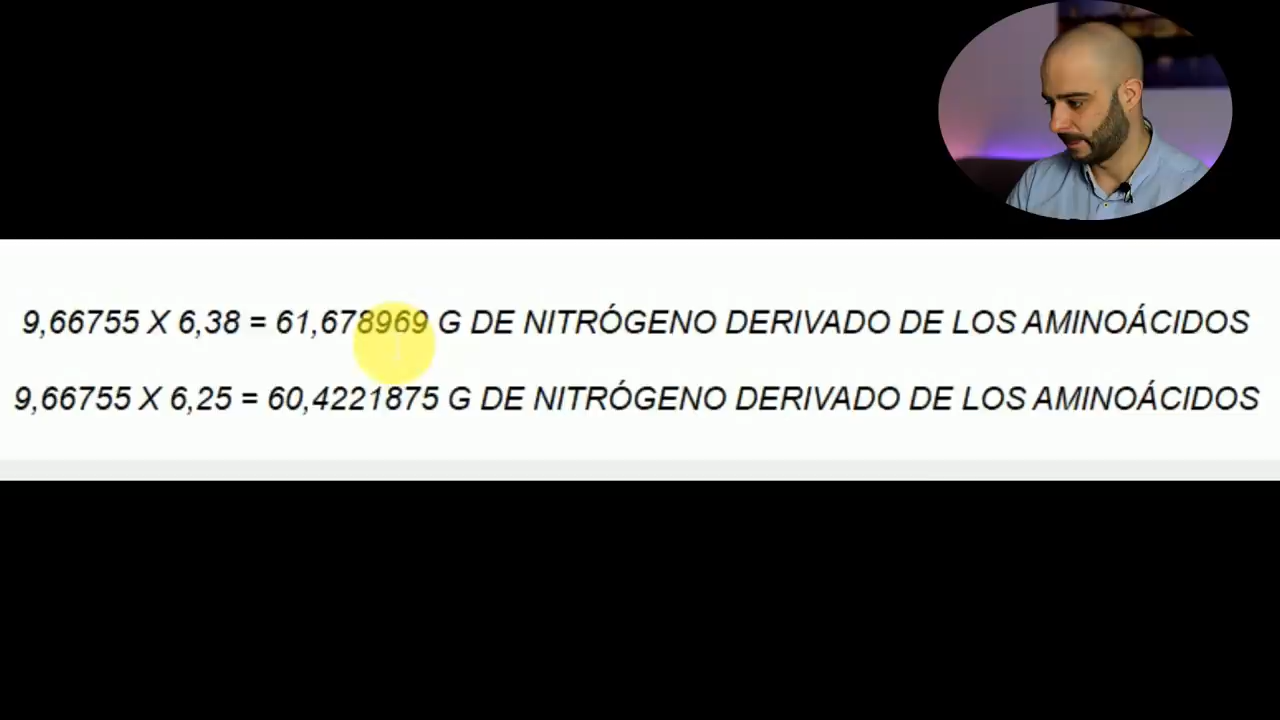 9,66755 X 6,38 = 61,678969 G DE NITRÓGENO DERIVADO DE LOS AMINOÁCIDOS
9,66755 X 6,25 = 60,4221875 G DE NITRÓGENO DERIVADO DE LOS AMINOÁCIDOS